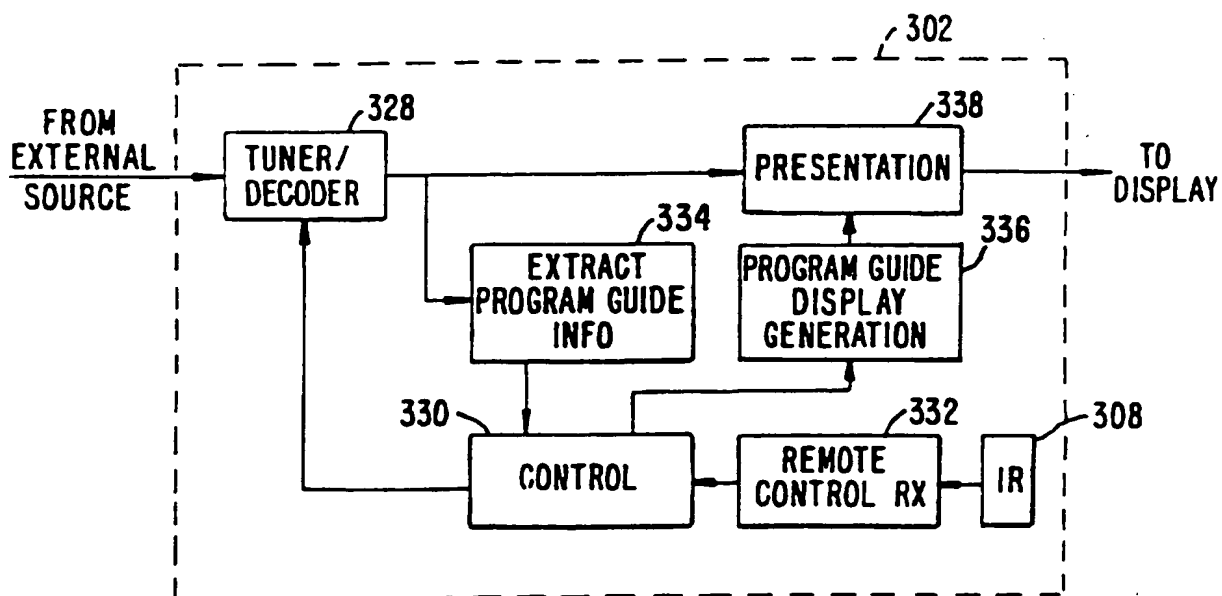 302
FROM
EXTERNAL
SOURCE
328
TUNER/
DECODER
338
PRESENTATION
TO
DISPLAY
334
EXTRACT
PROGRAM GUIDE
INFO
336
PROGRAM GUIDE
DISPLAY
GENERATION
330
CONTROL
332
REMOTE
CONTROL RX
308
IR